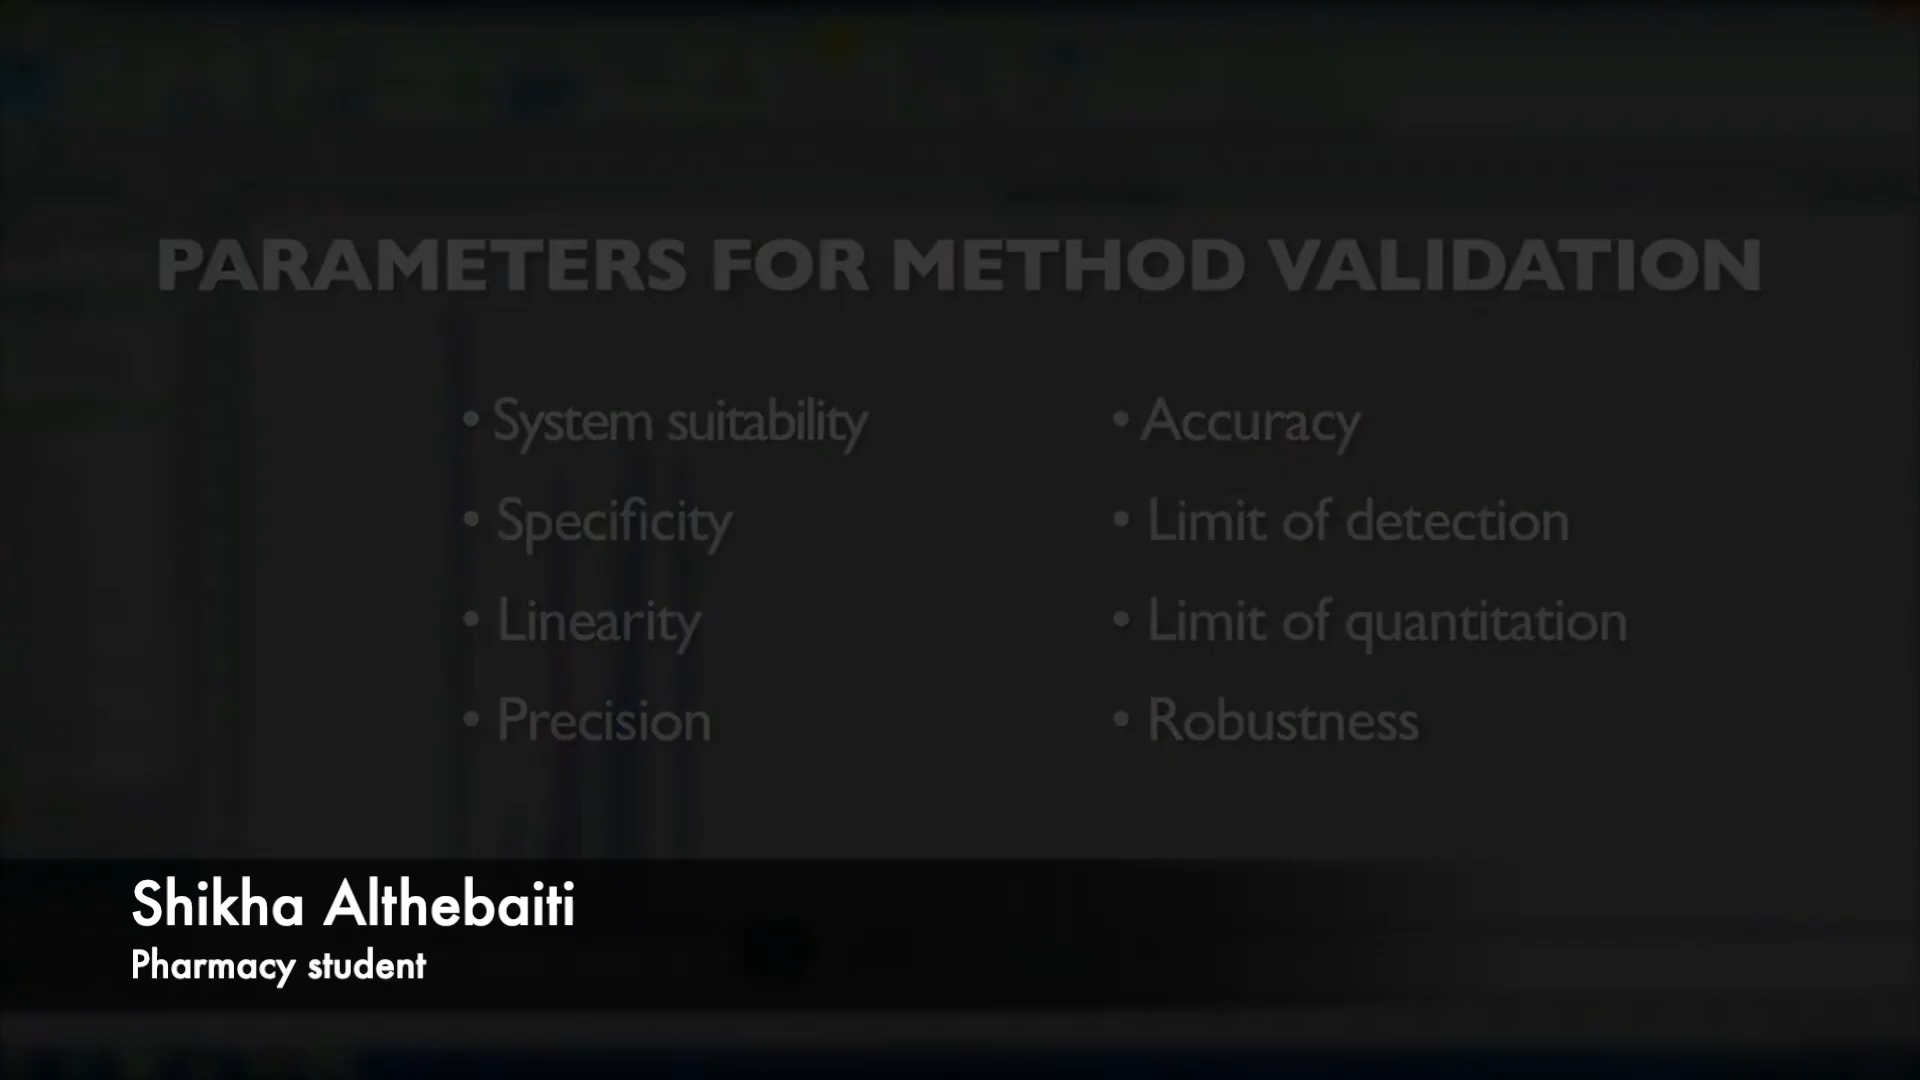 PARAMETERS FOR METHOD VALIDATION
• System suitability
• Specificity
• Linearity
• Precision
• Accuracy
• Limit of detection
• Limit of quantitation
• Robustness
Shikha Althebaiti
Pharmacy student